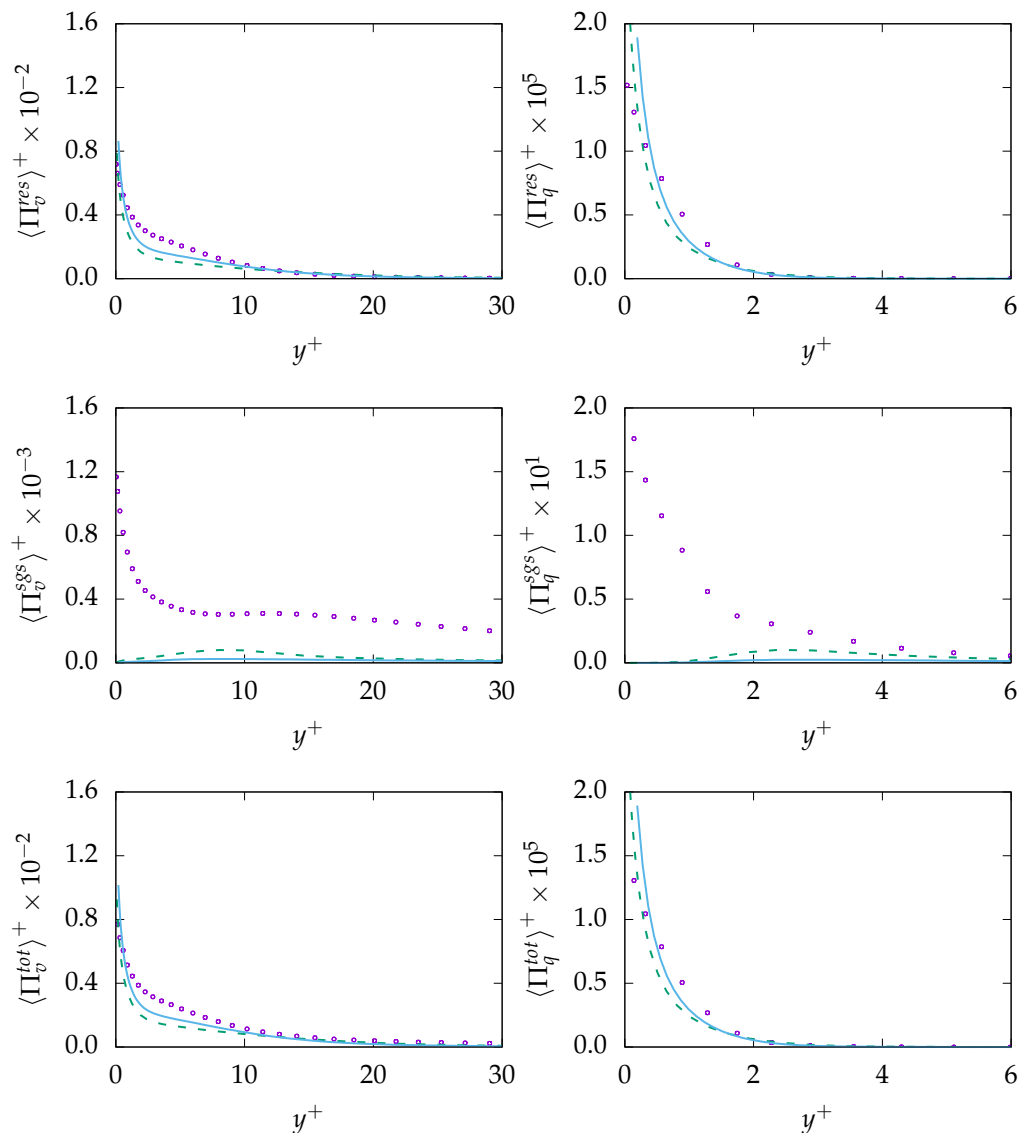 1.6 1.2 0.8 0.4 0.0
⟨Π_v^{res}⟩^+ × 10^{−2}
0 10 20 30
y^+
2.0 1.5 1.0 0.5 0.0
⟨Π_q^{res}⟩^+ × 10^5
0 2 4 6
y^+
1.6 1.2 0.8 0.4 0.0
⟨Π_v^{sgs}⟩^+ × 10^{−3}
0 10 20 30
y^+
2.0 1.5 1.0 0.5 0.0
⟨Π_q^{sgs}⟩^+ × 10^1
0 2 4 6
y^+
1.6 1.2 0.8 0.4 0.0
⟨Π_v^{tot}⟩^+ × 10^{−2}
0 10 20 30
y^+
2.0 1.5 1.0 0.5 0.0
⟨Π_q^{tot}⟩^+ × 10^5
0 2 4 6
y^+